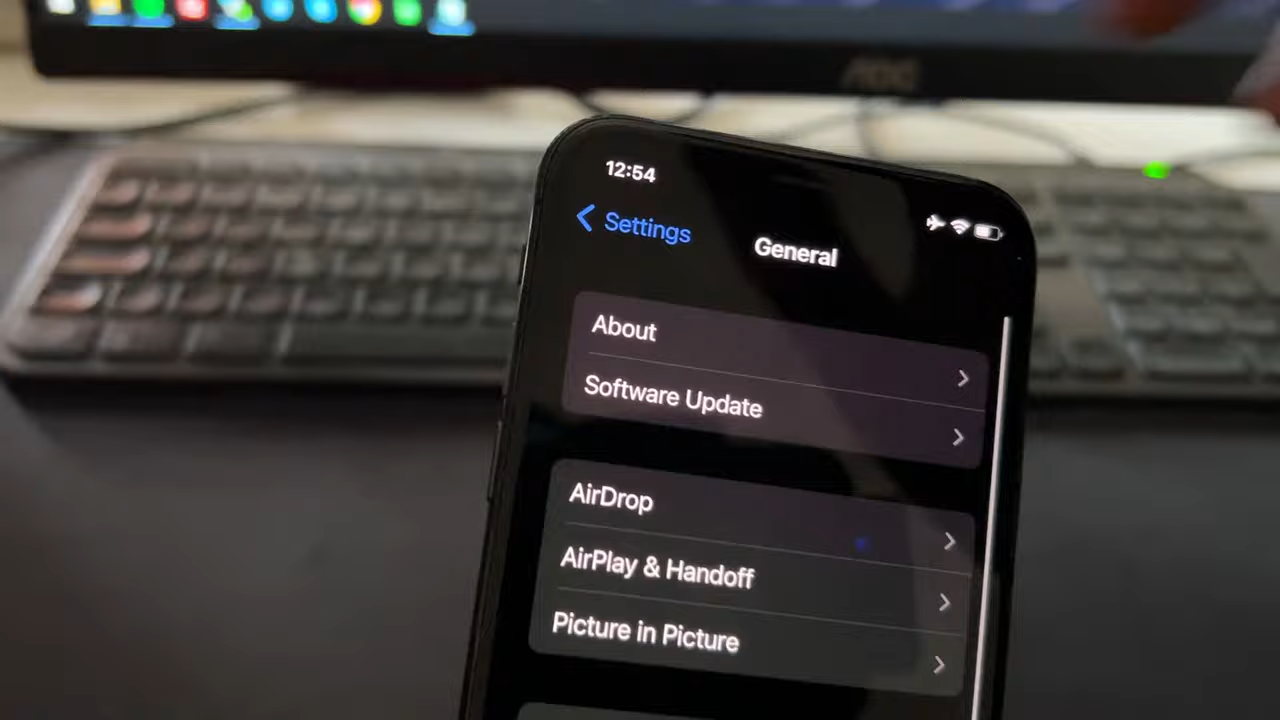 AOC
12:54
Settings
General
About
Software Update
AirDrop
AirPlay & Handoff
Picture in Picture